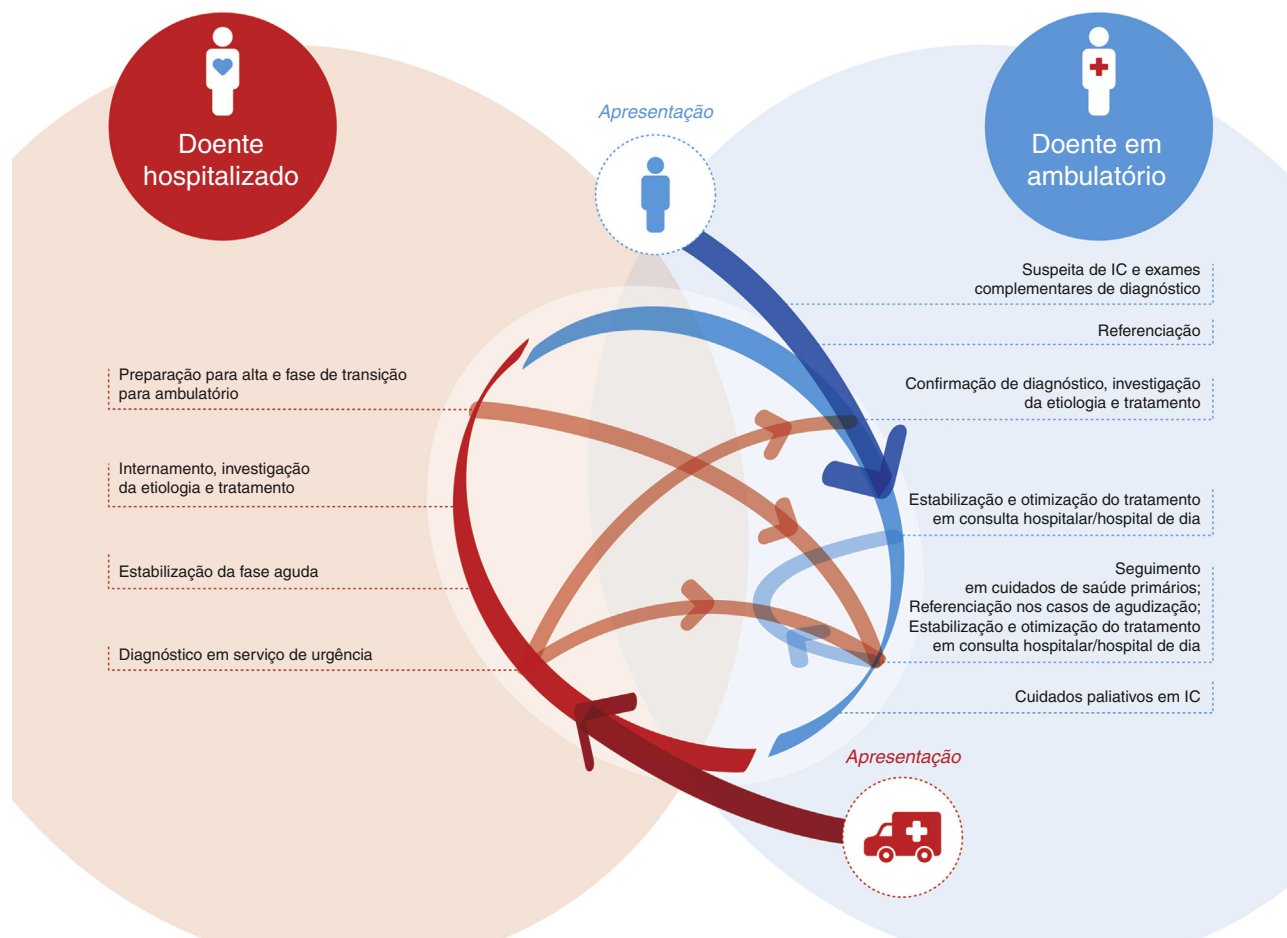 Doente
hospitalizado
Apresentação
Doente em
ambulatório
Suspeita de IC e exames
complementares de diagnóstico
Referenciação
Confirmação de diagnóstico, investigação
da etiologia e tratamento
Estabilização e otimização do tratamento
em consulta hospitalar/hospital de dia
Seguimento
em cuidados de saúde primários;
Referenciação nos casos de agudização;
Estabilização e otimização do tratamento
em consulta hospitalar/hospital de dia
Cuidados paliativos em IC
Preparação para alta e fase de transição
para ambulatório
Internamento, investigação
da etiologia e tratamento
Estabilização da fase aguda
Diagnóstico em serviço de urgência
Apresentação